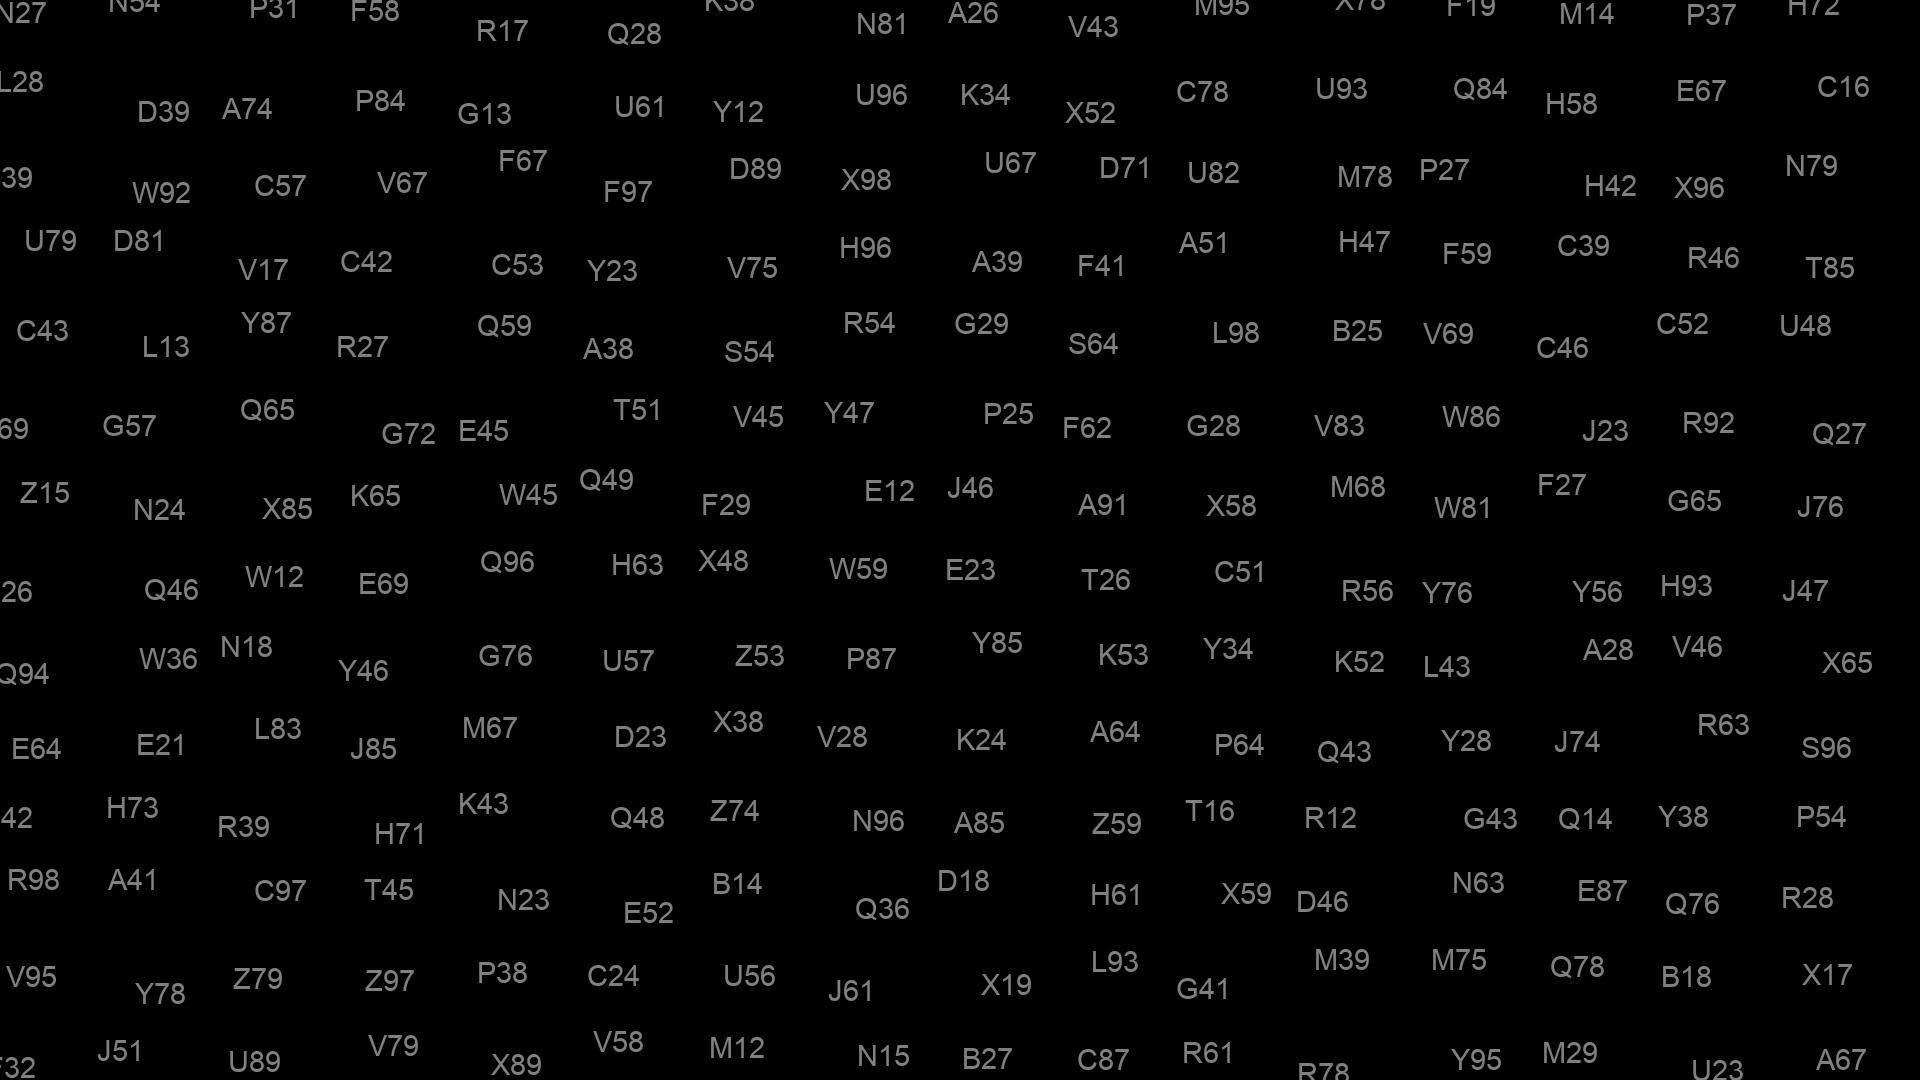 N27 N54 P31 F58 R17 Q28 K38 N81 A26 V43 M95 X78 F19 M14 P37 H72
L28 D39 A74 P84 G13 U61 Y12 U96 K34 X52 C78 U93 Q84 H58 E67 C16
39 W92 C57 V67 F67 F97 D89 X98 U67 D71 U82 M78 P27 H42 X96 N79
U79 D81 V17 C42 C53 Y23 V75 H96 A39 F41 A51 H47 F59 C39 R46 T85
C43 L13 Y87 R27 Q59 A38 S54 R54 G29 S64 L98 B25 V69 C46 C52 U48
69 G57 Q65 G72 E45 T51 V45 Y47 P25 F62 G28 V83 W86 J23 R92 Q27
Z15 N24 X85 K65 W45 Q49 F29 E12 J46 A91 X58 M68 W81 F27 G65 J76
26 Q46 W12 E69 Q96 H63 X48 W59 E23 T26 C51 R56 Y76 Y56 H93 J47
Q94 W36 N18 Y46 G76 U57 Z53 P87 Y85 K53 Y34 K52 L43 A28 V46 X65
E64 E21 L83 J85 M67 D23 X38 V28 K24 A64 P64 Q43 Y28 J74 R63 S96
42 H73 R39 H71 K43 Q48 Z74 N96 A85 Z59 T16 R12 G43 Q14 Y38 P54
R98 A41 C97 T45 N23 E52 B14 Q36 D18 H61 X59 D46 N63 E87 Q76 R28
V95 Y78 Z79 Z97 P38 C24 U56 J61 X19 L93 G41 M39 M75 Q78 B18 X17
32 J51 U89 V79 X89 V58 M12 N15 B27 C87 R61 R78 Y95 M29 U23 A67